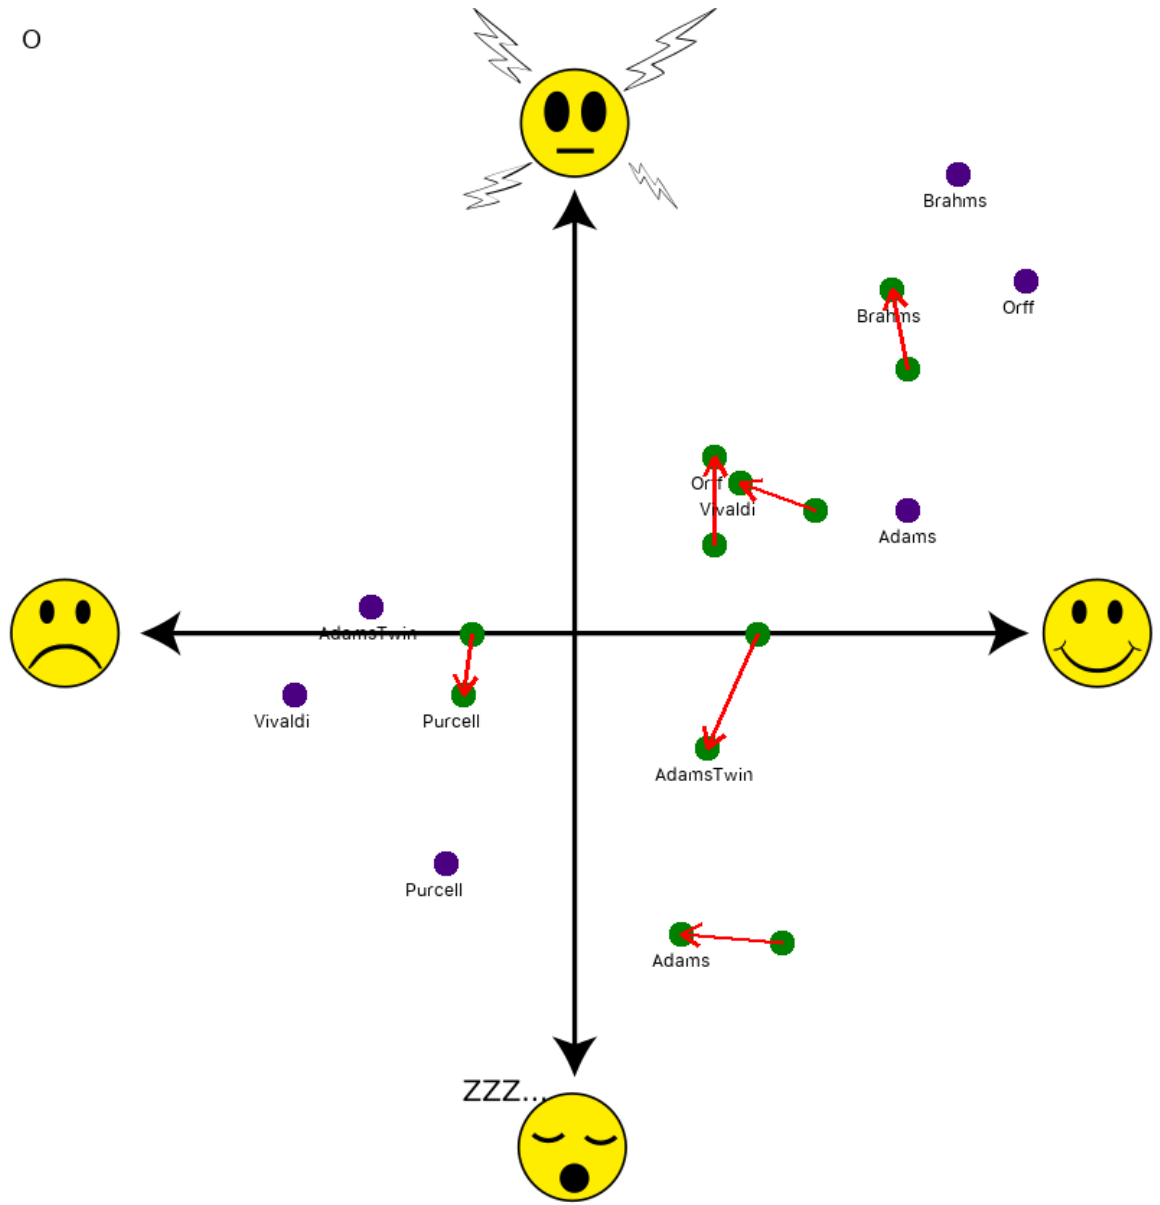 O
Brahms
Orff
Brahms
Orff
Vivaldi
Adams
AdamsTwin
Vivaldi
Purcell
AdamsTwin
Purcell
Adams
ZZZ...